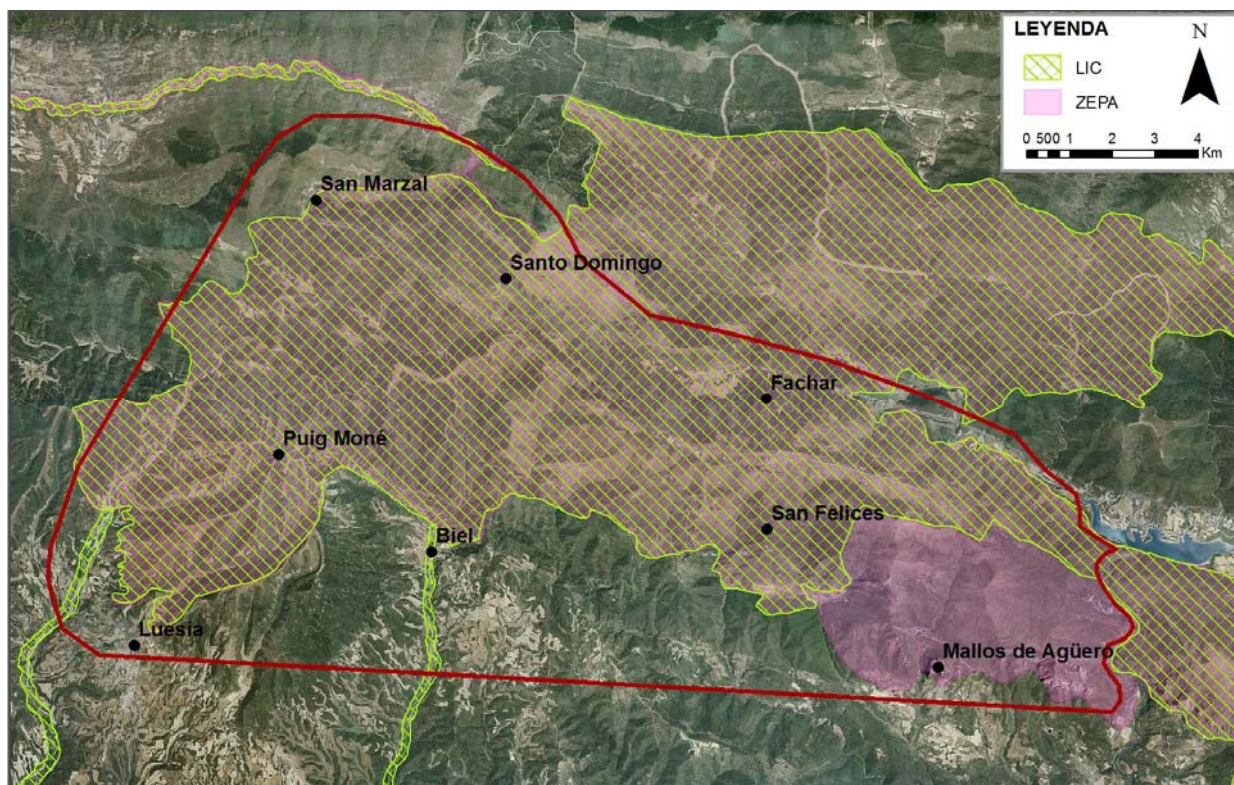 LEYENDA
N
LIC
ZEPA
0 500 1 2 3 4
Km
San Marzal
Santo Domingo
Fachar
Puig Moné
San Felices
Biel
Luesia
Mallos de Agüero